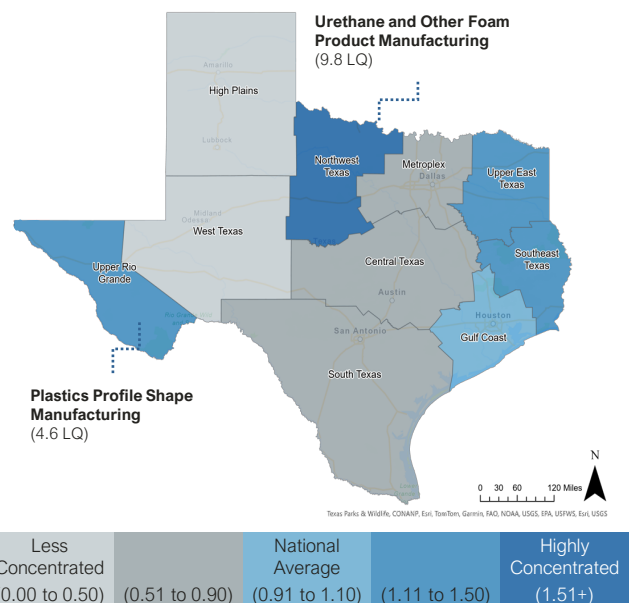 Urethane and Other Foam
Product Manufacturing
(9.8 LQ)
Amarillo
High Plains
Lubbock
Northwest
Texas
Metroplex
Dallas
Upper East
Texas
Midland
Odessa
West Texas
Texas
Upper Rio
Grande
Central Texas
Southeast
Texas
Austin
Houston
San Antonio
Gulf Coast
South Texas
Plastics Profile Shape
Manufacturing
(4.6 LQ)
N
0 30 60 120 Miles
Texas Parks & Wildlife, CONANP, Esri, TomTom, Garmin, FAO, NOAA, USGS, EPA, USFWS, Esri, USGS
Less
Concentrated
(0.00 to 0.50)
(0.51 to 0.90)
National
Average
(0.91 to 1.10)
(1.11 to 1.50)
Highly
Concentrated
(1.51+)